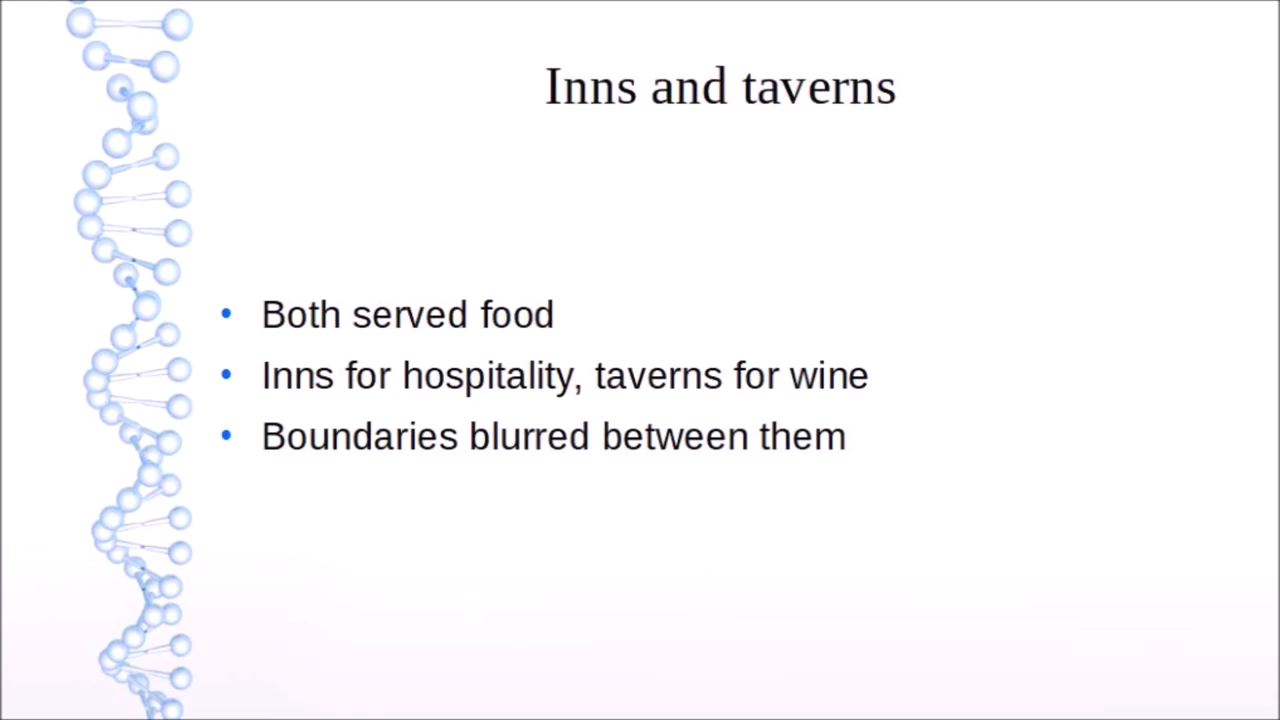 Inns and taverns
• Both served food
• Inns for hospitality, taverns for wine
• Boundaries blurred between them